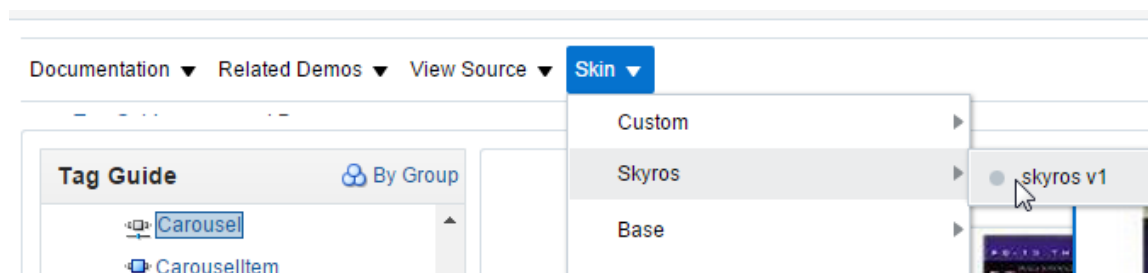 Documentation Related Demos View Source Skin
Custom
Tag Guide By Group
Skyros
skyros v1
Carousel
Base
CarouselItem